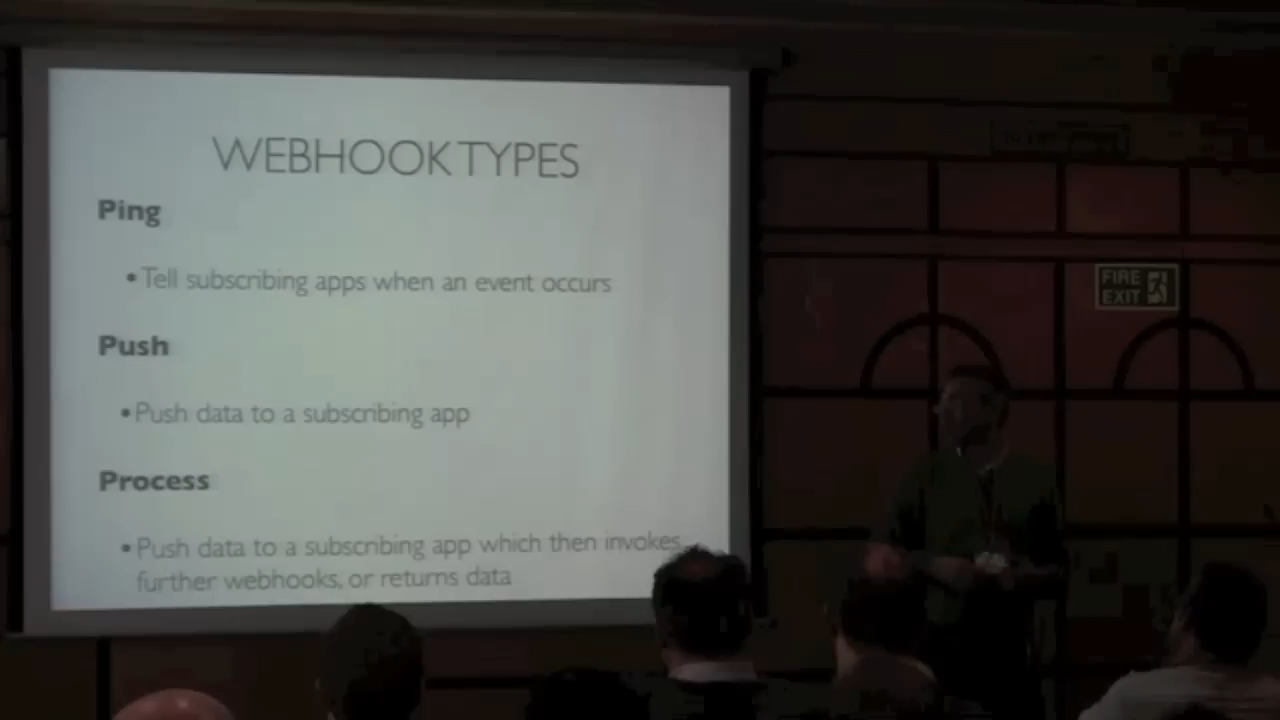 WEBHOOK TYPES
Ping
• Tell subscribing apps when an event occurs
Push
• Push data to a subscribing app
Process
• Push data to a subscribing app which then invokes
further webhooks, or returns data
FIRE
EXIT